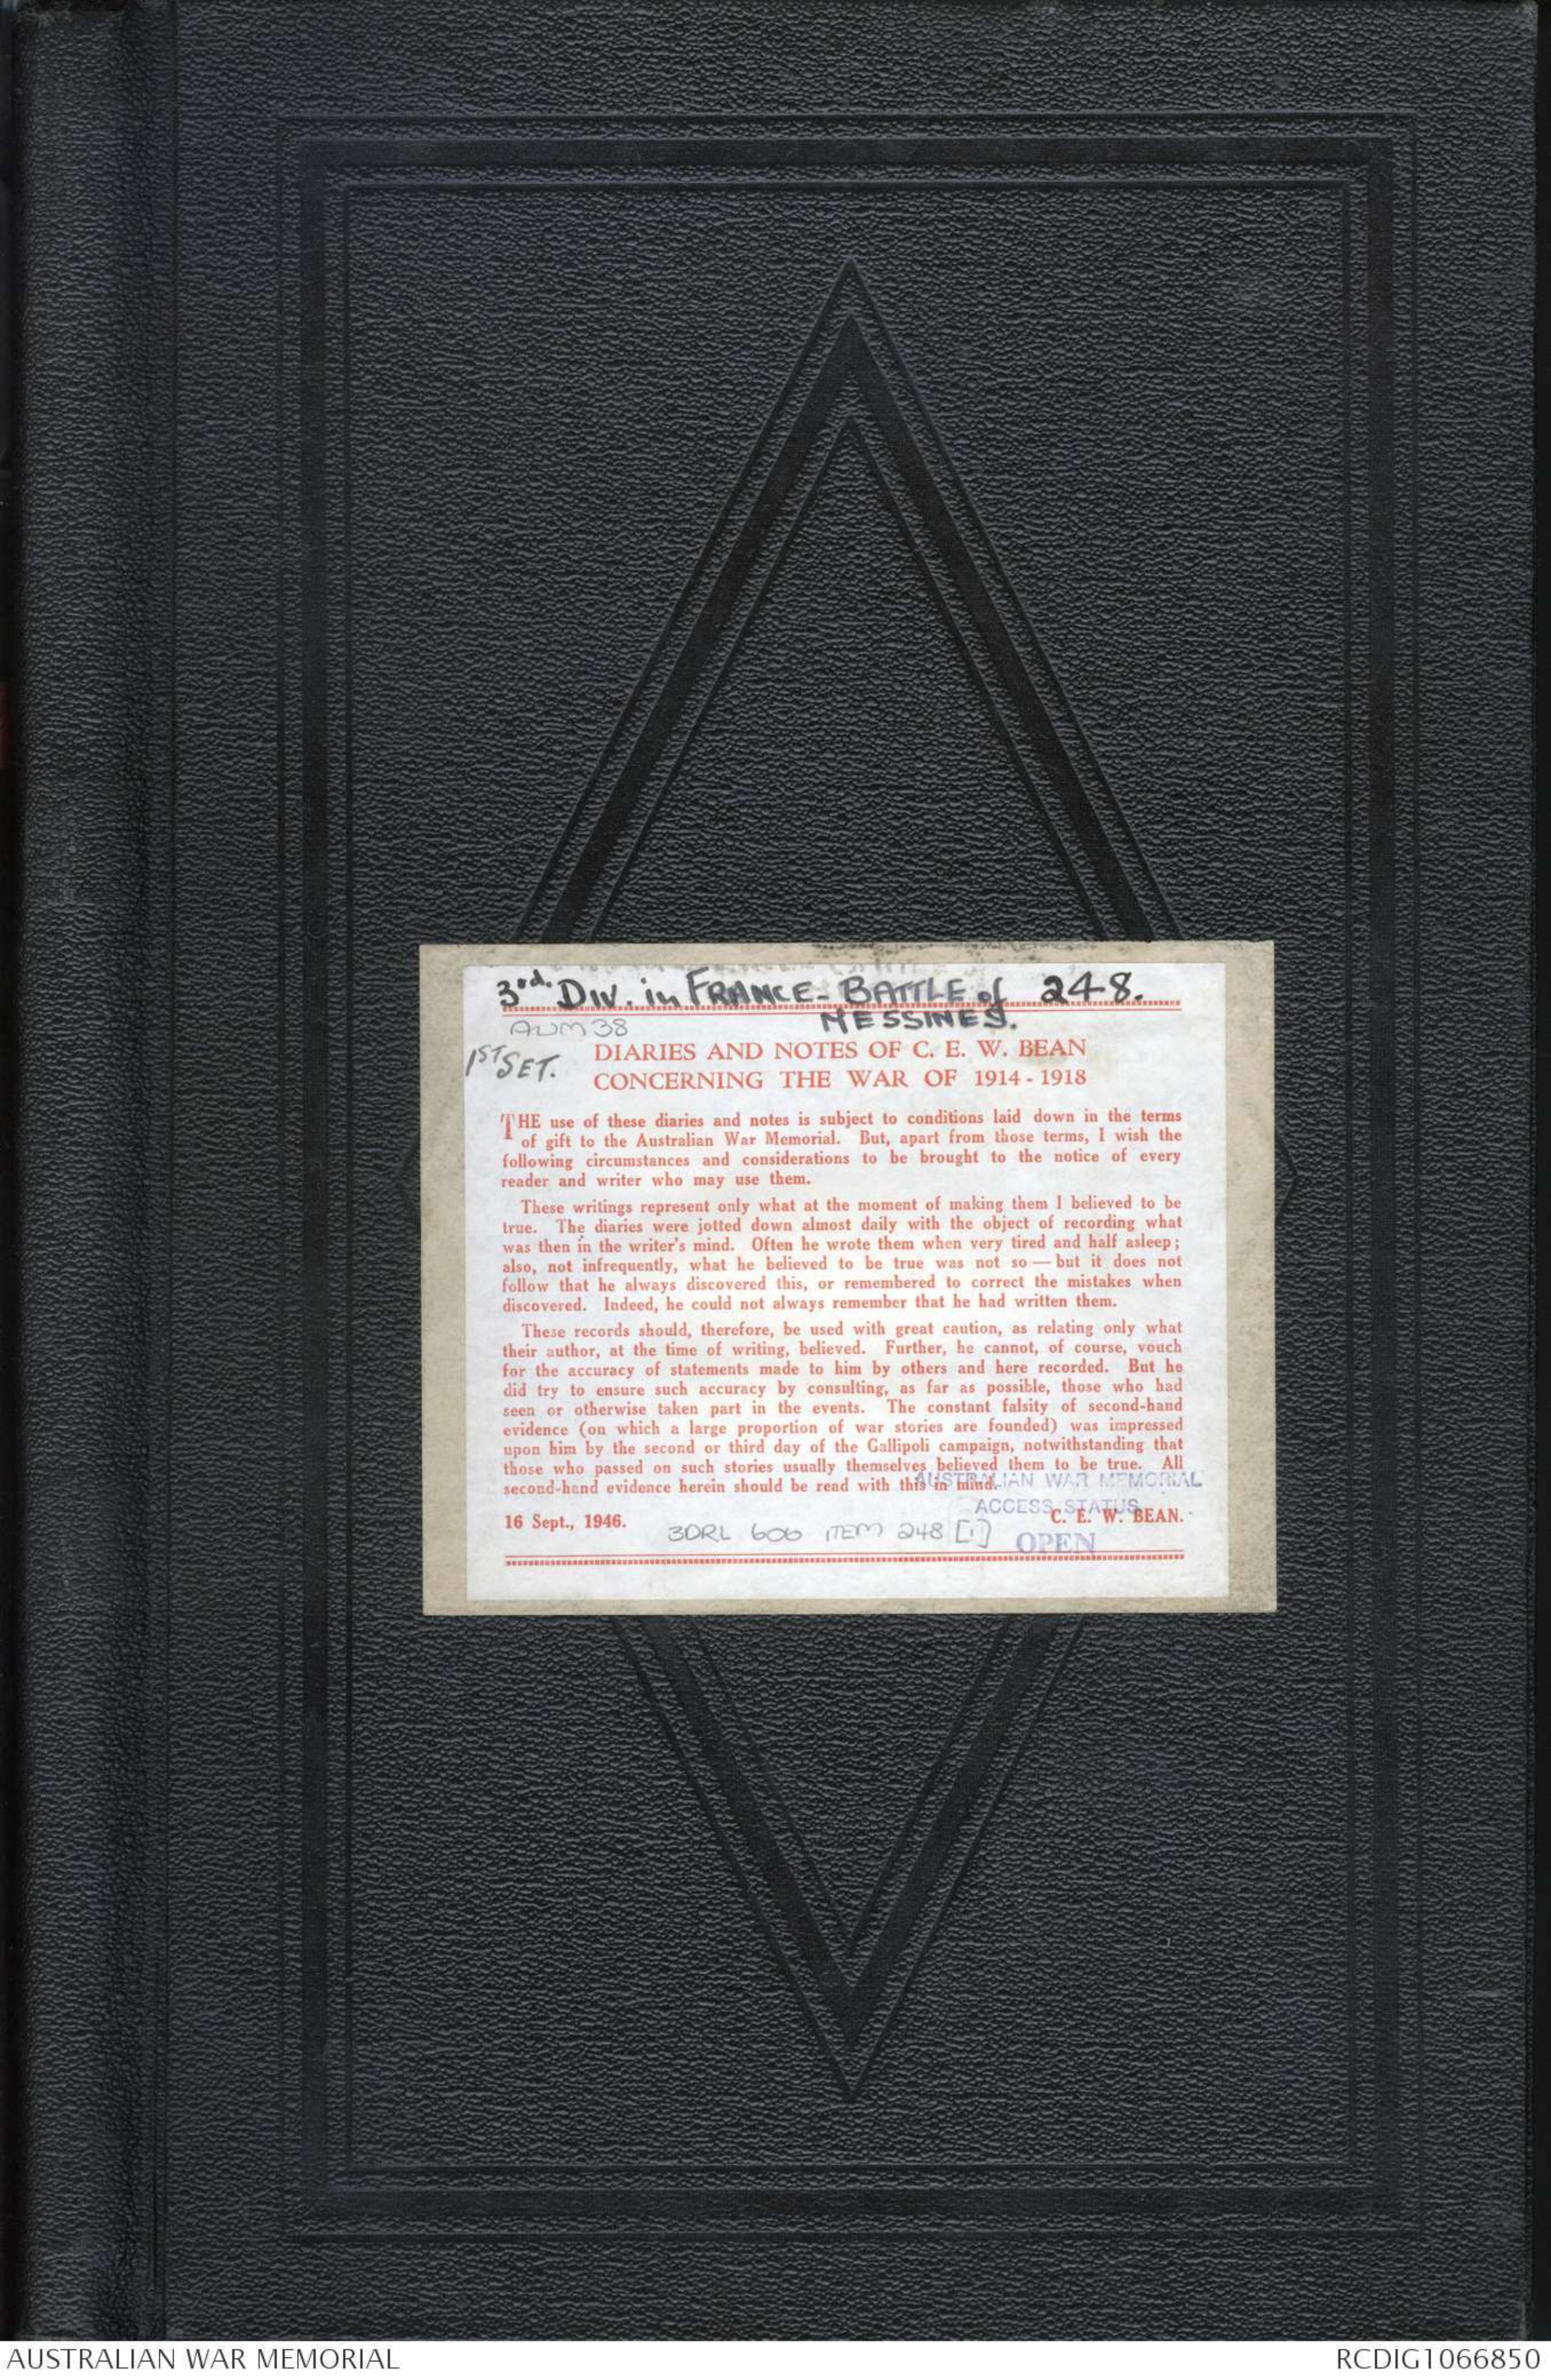 3rd. DIV. in FRANCE - BATTLE of 248.
MESSINES.
AWM 38
1ST SET.
DIARIES AND NOTES OF C. E. W. BEAN
CONCERNING THE WAR OF 1914 - 1918
THE use of these diaries and notes is subject to conditions laid down in the terms
of gift to the Australian War Memorial. But, apart from those terms, I wish the
following circumstances and considerations to be brought to the notice of every
reader and writer who may use them.
These writings represent only what at the moment of making them I believed to be
true. The diaries were jotted down almost daily with the object of recording what
was then in the writer's mind. Often he wrote them when very tired and half asleep;
also, not infrequently, what he believed to be true was not so — but it does not
follow that he always discovered this, or remembered to correct the mistakes when
discovered. Indeed, he could not always remember that he had written them.
These records should, therefore, be used with great caution, as relating only what
their author, at the time of writing, believed. Further, he cannot, of course, vouch
for the accuracy of statements made to him by others and here recorded. But he
did try to ensure such accuracy by consulting, as far as possible, those who had
seen or otherwise taken part in the events. The constant falsity of second-hand
evidence (on which a large proportion of war stories are founded) was impressed
upon him by the second or third day of the Gallipoli campaign, notwithstanding that
those who passed on such stories usually themselves believed them to be true. All
second-hand evidence herein should be read with this in mind.
AUSTRALIAN WAR MEMORIAL
ACCESS STATUS
16 Sept., 1946. C. E. W. BEAN.
3DRL 606 ITEM 248 [1] OPEN
AUSTRALIAN WAR MEMORIAL RCDIG1066850